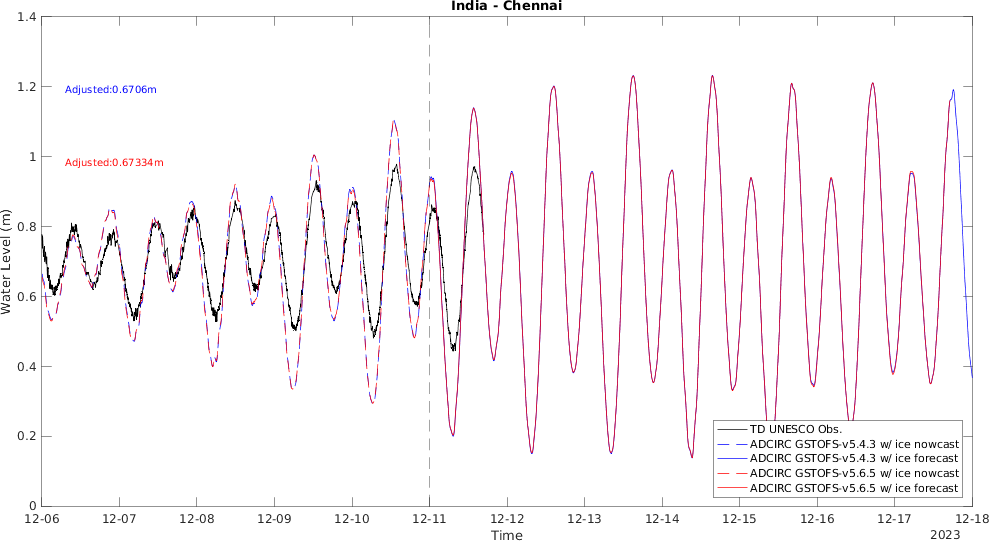 India - Chennai
1.4
1.2
1
0.8
0.6
0.4
0.2
0
Water Level (m)
Adjusted:0.6706m
Adjusted:0.67334m
TD UNESCO Obs.
ADCIRC GSTOFS-v5.4.3 w/ ice nowcast
ADCIRC GSTOFS-v5.4.3 w/ ice forecast
ADCIRC GSTOFS-v5.6.5 w/ ice nowcast
ADCIRC GSTOFS-v5.6.5 w/ ice forecast
12-06 12-07 12-08 12-09 12-10 12-11 12-12 12-13 12-14 12-15 12-16 12-17 12-18
Time
2023